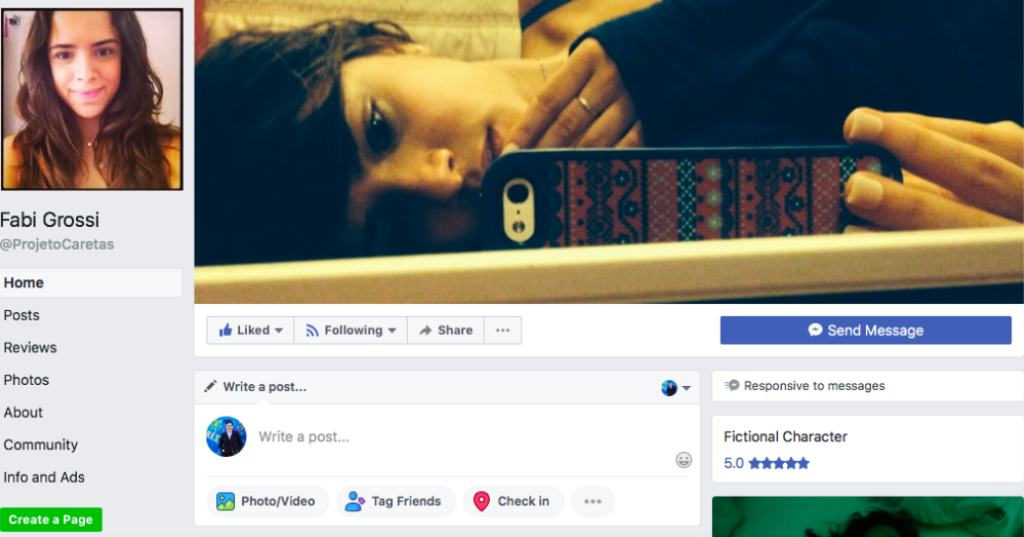 Fabi Grossi
@ProjetoCaretas
Home
Posts
Reviews
Photos
About
Community
Info and Ads
Create a Page
Liked
Following
Share
Send Message
Write a post...
Write a post...
Photo/Video
Tag Friends
Check in
Responsive to messages
Fictional Character
5.0